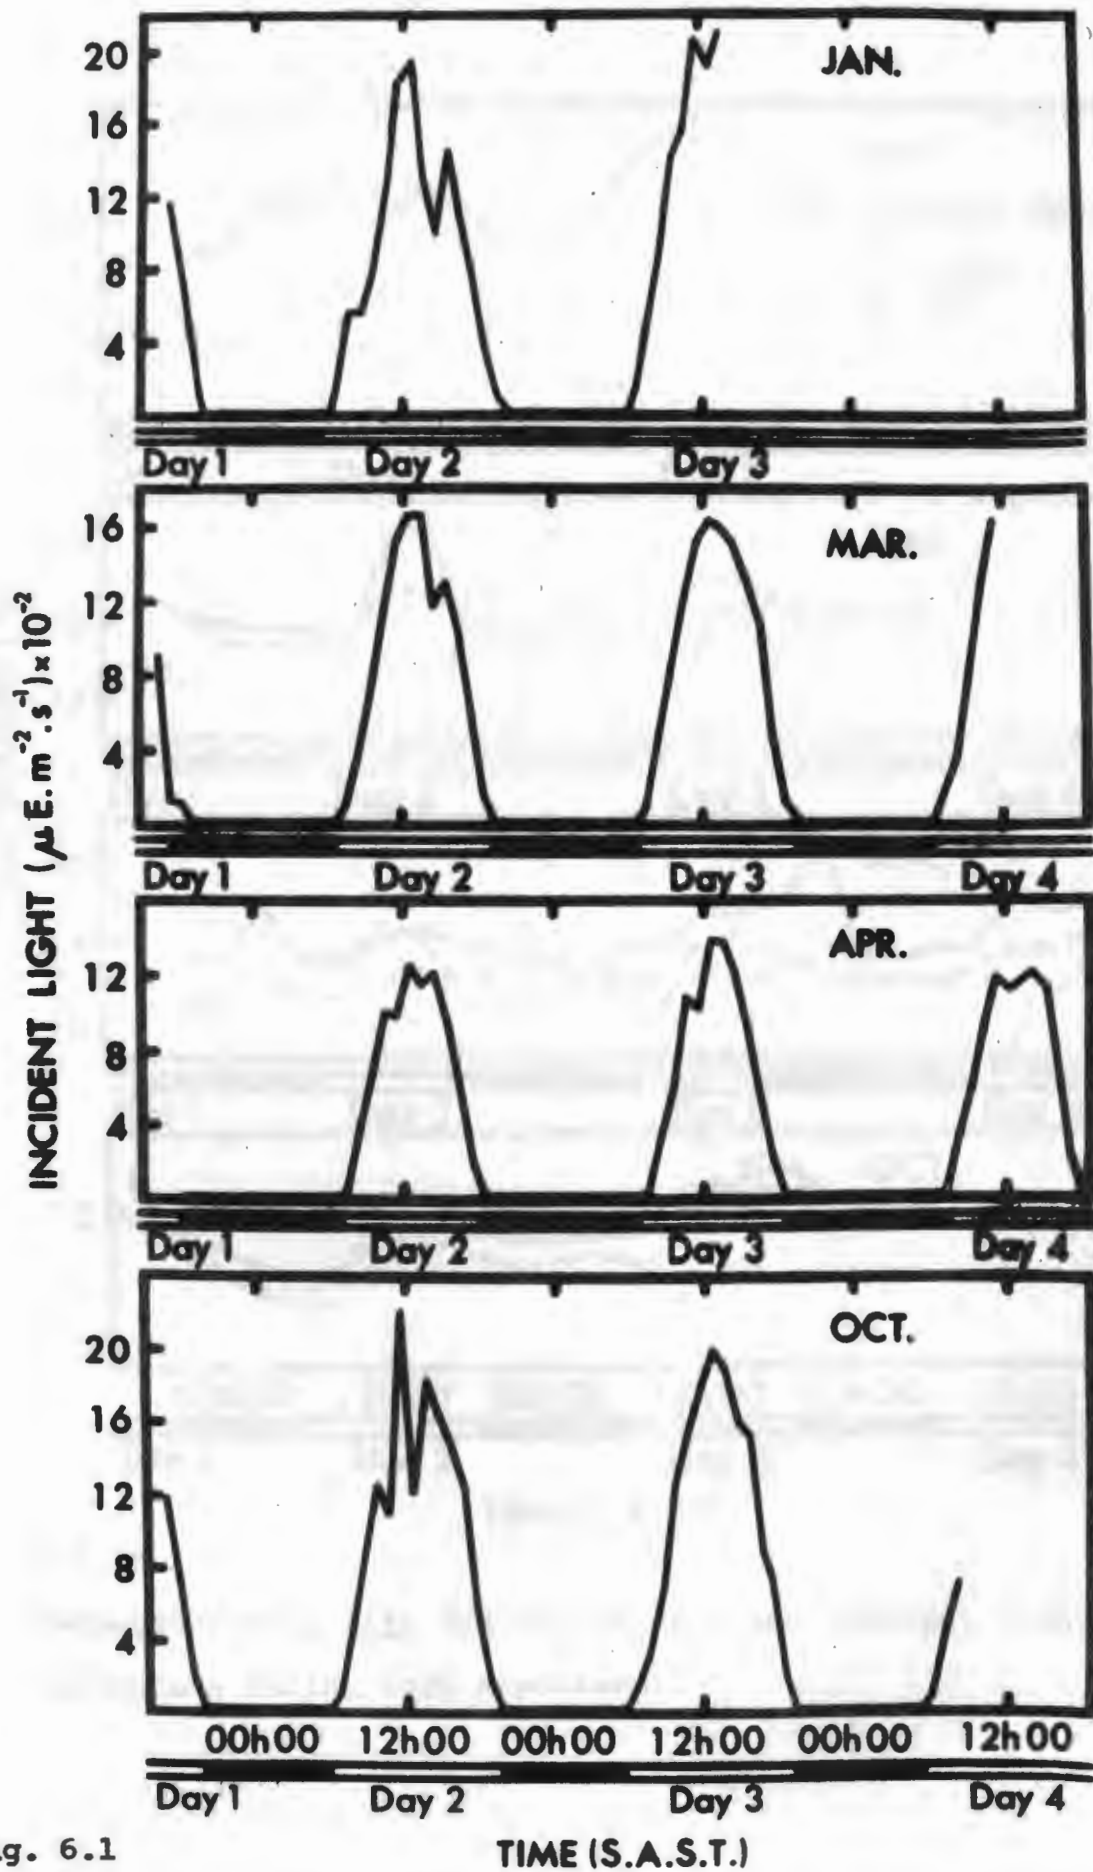 20
16
12
8
4
JAN.
Day 1 Day 2 Day 3
16
12
8
4
MAR.
Day 1 Day 2 Day 3 Day 4
12
8
4
APR.
Day 1 Day 2 Day 3 Day 4
20
16
12
8
4
OCT.
00h00 12h00 00h00 12h00 00h00 12h00
Day 1 Day 2 Day 3 Day 4
INCIDENT LIGHT (μE.m⁻².s⁻¹)×10⁻²
TIME (S.A.S.T.)
g. 6.1